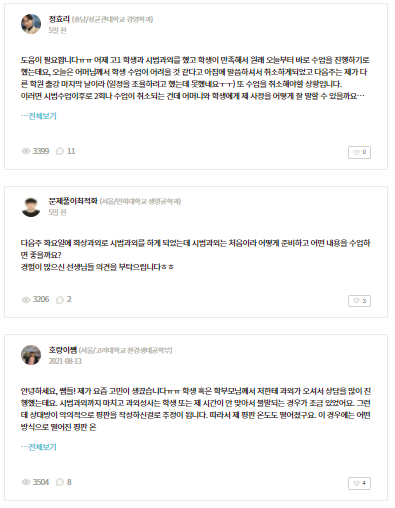 정효리 (충남/성균관대학교 경영학과)
5일 전
도움이 필요합니다ㅠㅠ 어제 고1 학생과 시범과외를 했고 학생이 만족해서 원래 오늘부터 바로 수업을 진행하기로
했는데요, 오늘은 어머님께서 학생 수업이 어려울 것 같다고 아침에 말씀하셔서 취소하게되었고 다음주는 제가 다
른 학원 출강 마지막 날이라 (일정을 조율하려고 했는데 못했네요ㅜㅜ) 또 수업을 취소해야할 상황입니다.
이러면 시범수업이후로 2회나 수업이 취소되는 건데 어머니와 학생에게 제 사정을 어떻게 잘 말할 수 있을까요…
…전체보기
3399 11
0
문제풀이최적화 (서울/인하대학교 생명공학과)
5일 전
다음주 화요일에 화상과외로 시범과외를 하게 되었는데 시범과외는 처음이라 어떻게 준비하고 어떤 내용을 수업하
면 좋을까요?
경험이 많으신 선생님들 의견을 부탁드립니다ㅎㅎ
3206 2
3
호랑이쌤 (서울/고려대학교 환경생태공학부)
2021-08-13
안녕하세요, 쌤들! 제가 요즘 고민이 생겼습니다ㅠㅠ 학생 혹은 학부모님께서 저한테 과외가 오셔서 상담을 많이 진
행했는데요. 시범과외까지 마치고 과외성사는 학생 또는 제 시간이 안 맞아서 불발되는 경우가 조금 있었어요. 그런
데 상대방이 악의적으로 평판을 작성하신걸로 추정이 됩니다. 따라서 제 평판 온도도 떨어졌구요. 이 경우에는 어떤
방식으로 떨어진 평판 온
…전체보기
3504 8
4